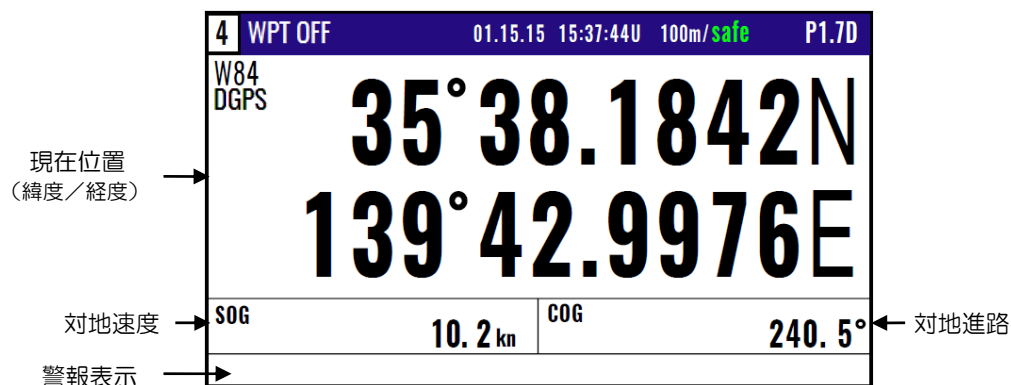 4 WPT OFF 01.15.15 15:37:44U 100m/safe P1.7D
W84
DGPS
35°38.1842N
139°42.9976E
現在位置
（緯度／経度）
対地速度
SOG 10.2kn
COG 240.5°
対地進路
警報表示